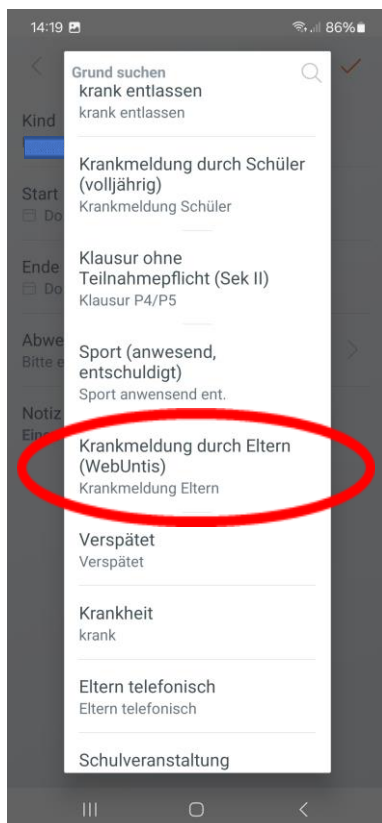 14:19 86%
Grund suchen
krank entlassen
krank entlassen
Kind
Krankmeldung durch Schüler
(volljährig)
Krankmeldung Schüler
Start
Do
Klausur ohne
Teilnahmepflicht (Sek II)
Klausur P4/P5
Ende
Do
Sport (anwesend,
entschuldigt)
Sport anwensend ent.
Abwe
Bitte e
Notiz
Krankmeldung durch Eltern
(WebUntis)
Krankmeldung Eltern
Verspätet
Verspätet
Krankheit
krank
Eltern telefonisch
Eltern telefonisch
Schulveranstaltung